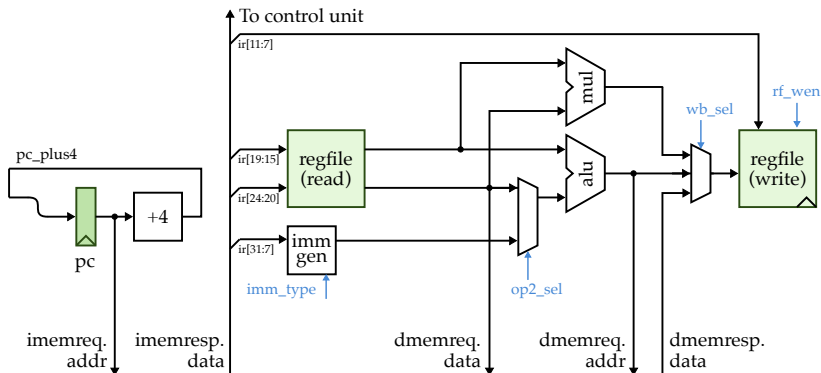 To control unit
ir[11:7]
mul
rf_wen
wb_sel
pc_plus4
ir[19:15]
regfile
(read)
alu
regfile
(write)
ir[24:20]
+4
pc
ir[31:7]
imm
gen
imm_type
op2_sel
imemreq.
addr
imemresp.
data
dmemreq.
data
dmemreq.
addr
dmemresp.
data